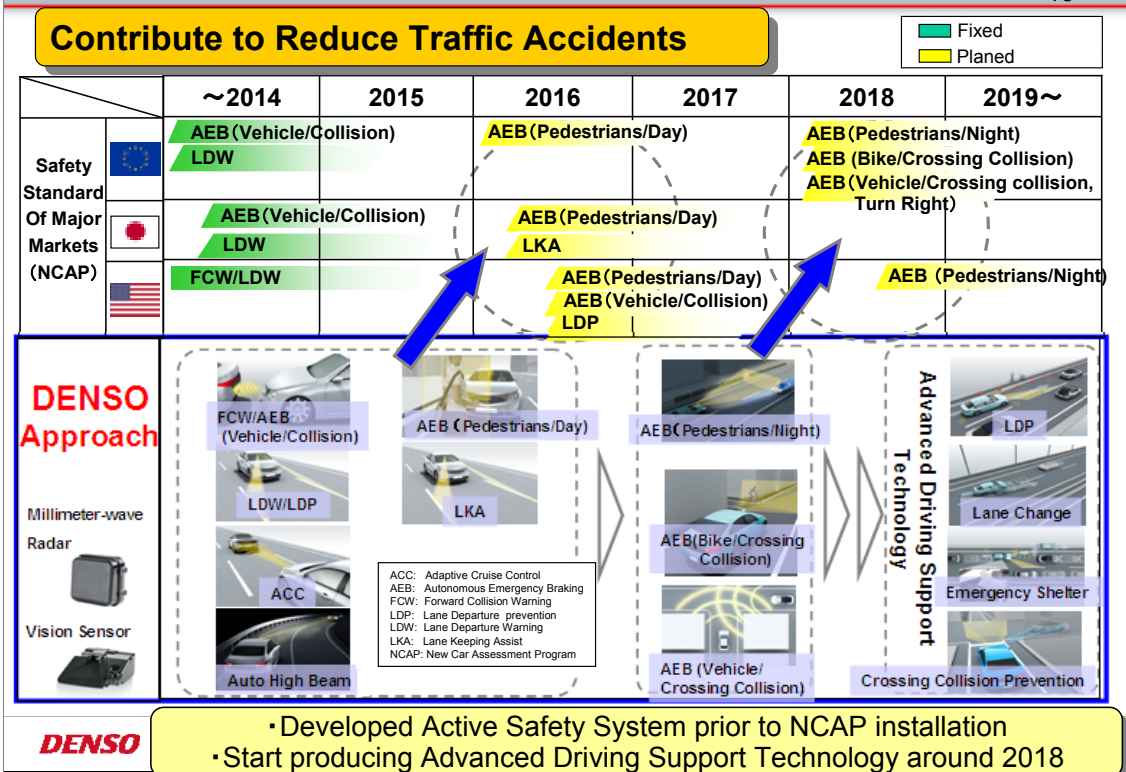 Contribute to Reduce Traffic Accidents
Fixed
Planed
～2014
2015
2016
2017
2018
2019～
Safety
Standard
Of Major
Markets
（NCAP）
AEB（Vehicle/Collision)
LDW
AEB（Pedestrians/Day)
AEB（Pedestrians/Night)
AEB (Bike/Crossing Collision)
AEB（Vehicle/Crossing collision,
Turn Right）
AEB（Vehicle/Collision)
LDW
AEB（Pedestrians/Day)
LKA
FCW/LDW
AEB（Pedestrians/Day)
AEB（Vehicle/Collision)
LDP
AEB （Pedestrians/Night)
DENSO
Approach
Millimeter-wave
Radar
Vision Sensor
FCW/AEB
(Vehicle/Collision)
LDW/LDP
ACC
Auto High Beam
AEB（Pedestrians/Day)
LKA
ACC: Adaptive Cruise Control
AEB: Autonomous Emergency Braking
FCW: Forward Collision Warning
LDP: Lane Departure prevention
LDW: Lane Departure Warning
LKA: Lane Keeping Assist
NCAP: New Car Assessment Program
AEB（Pedestrians/Night)
AEB(Bike/Crossing
Collision)
AEB (Vehicle/
Crossing Collision)
Advanced Driving Support
Technology
LDP
Lane Change
Emergency Shelter
Crossing Collision Prevention
DENSO
・Developed Active Safety System prior to NCAP installation
・Start producing Advanced Driving Support Technology around 2018